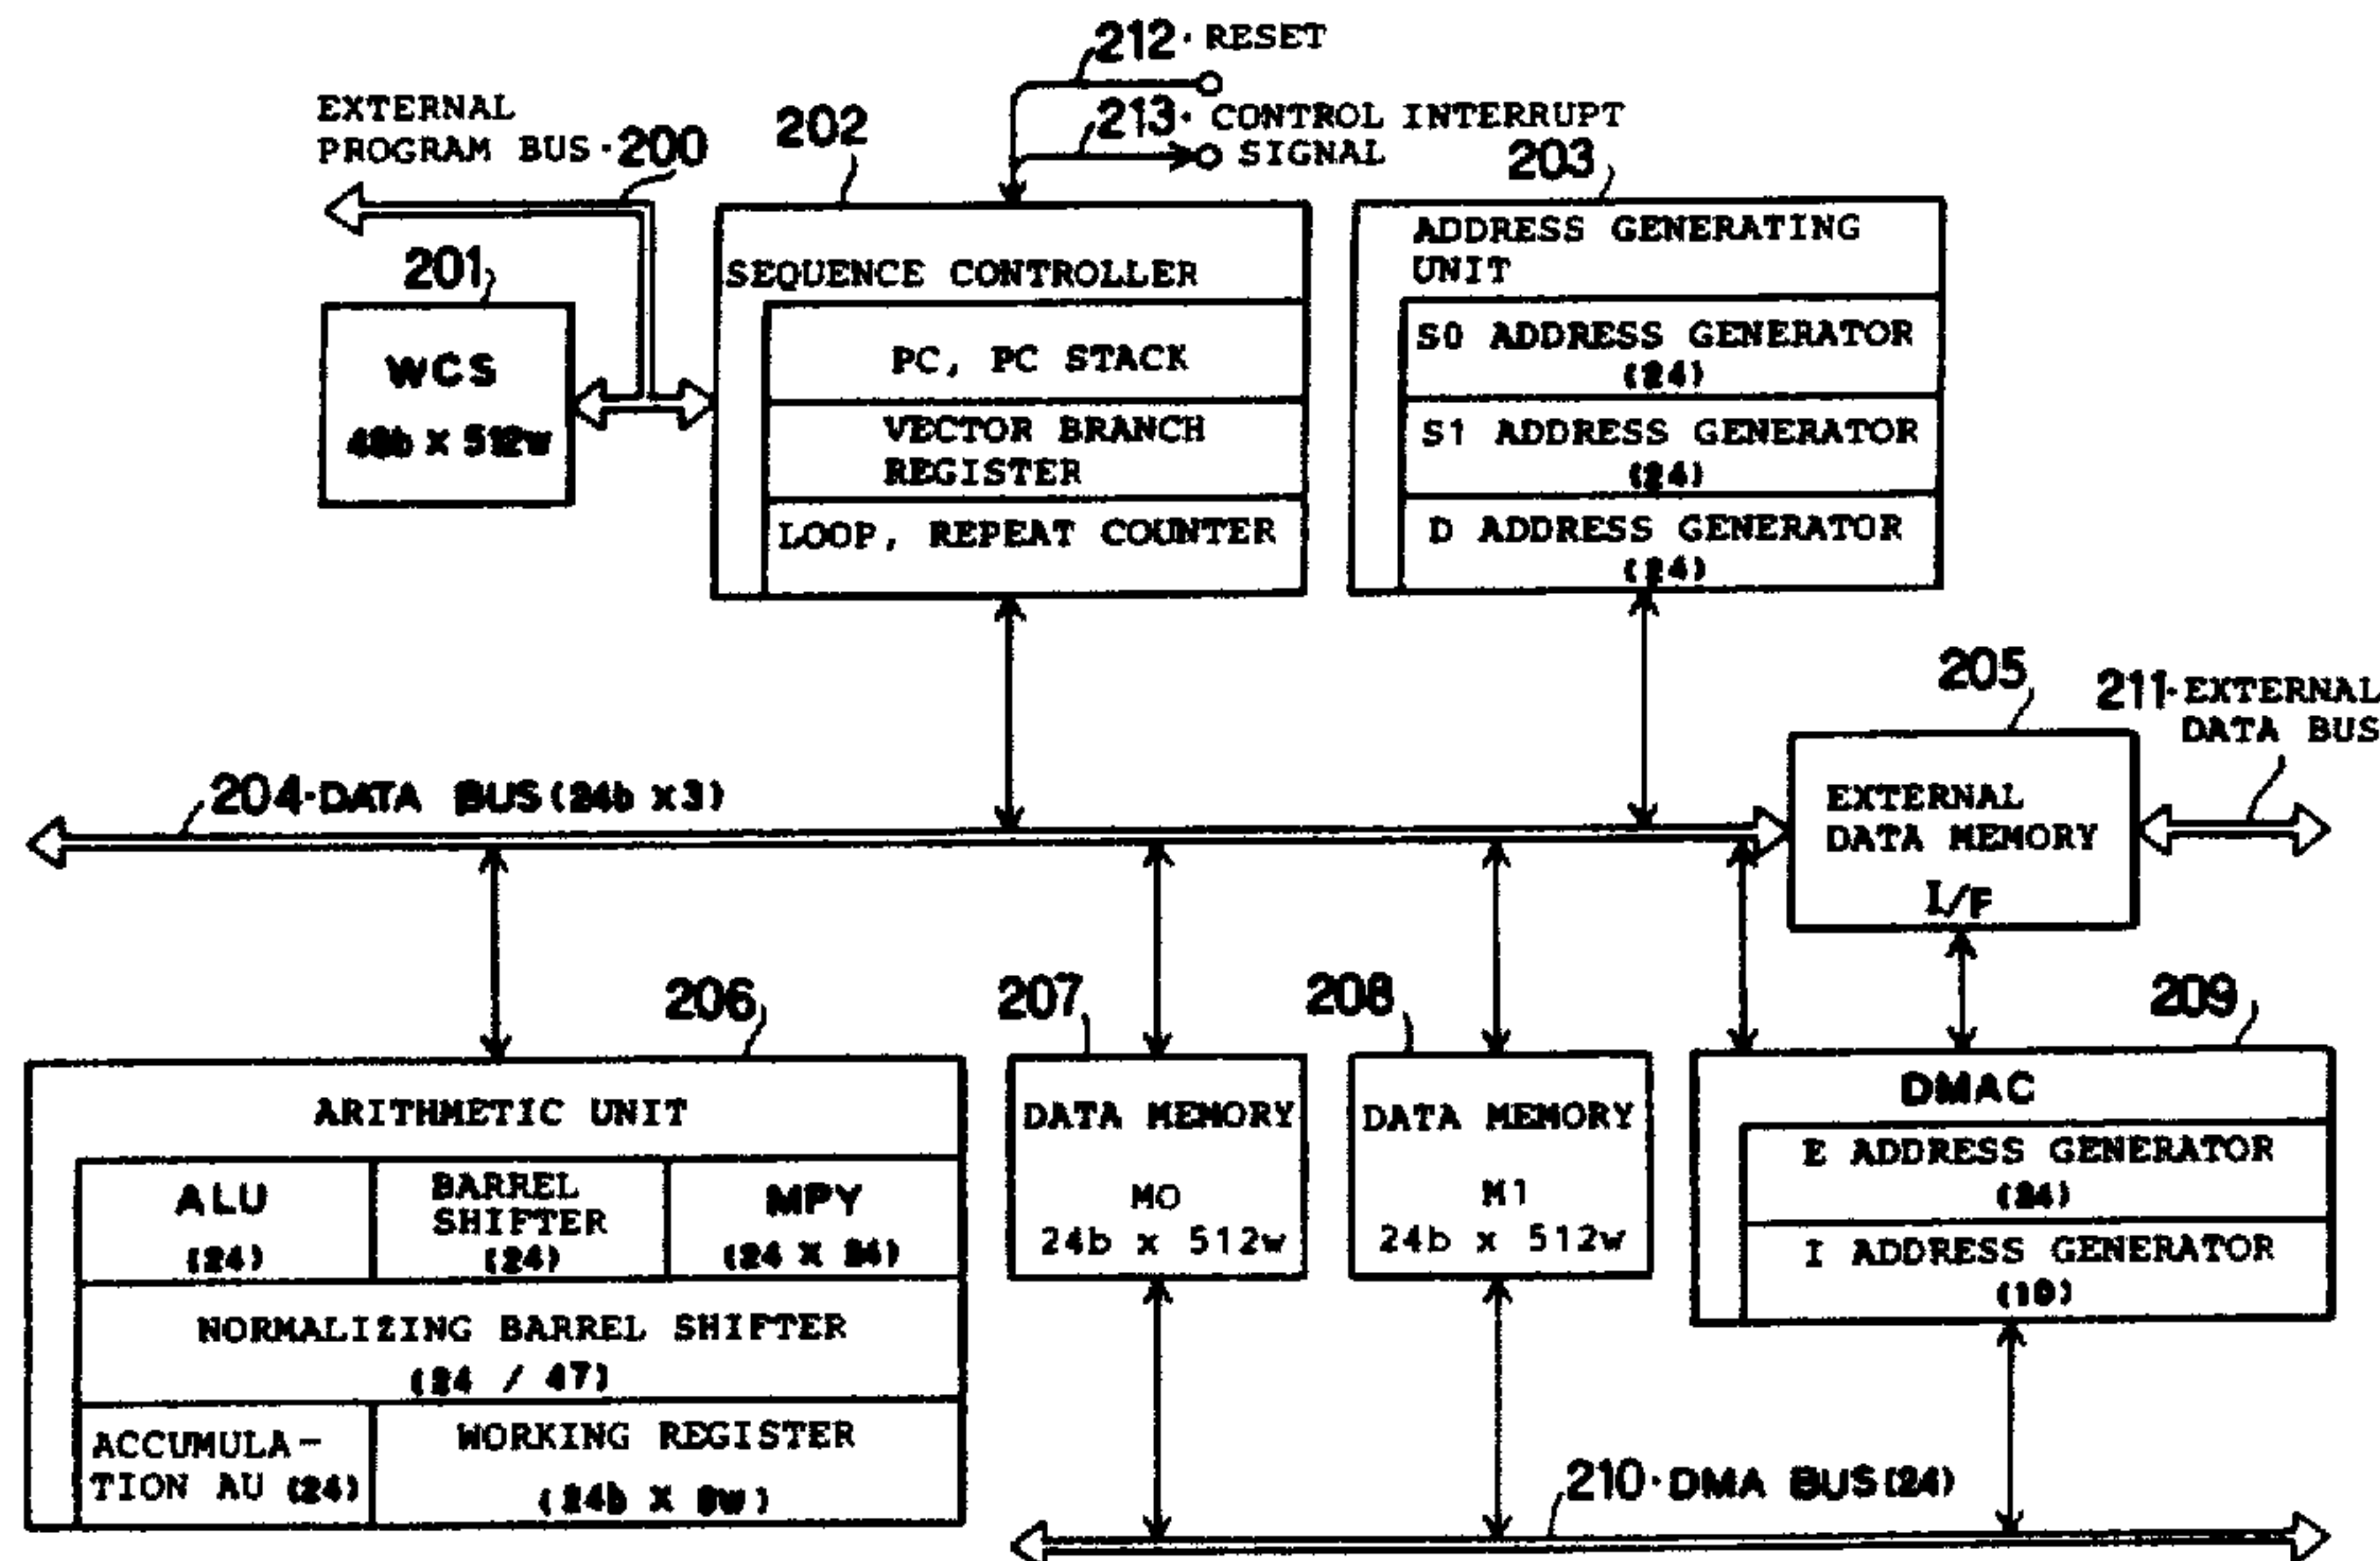 212· RESET
213· CONTROL INTERRUPT
SIGNAL
EXTERNAL
PROGRAM BUS · 200
202
203
201
WCS
48b x 512w
SEQUENCE CONTROLLER
PC, PC STACK
VECTOR BRANCH
REGISTER
LOOP, REPEAT COUNTER
ADDRESS GENERATING
UNIT
S0 ADDRESS GENERATOR
(24)
S1 ADDRESS GENERATOR
(24)
D ADDRESS GENERATOR
(24)
205
211· EXTERNAL
DATA BUS
204· DATA BUS (24b x3)
EXTERNAL
DATA MEMORY
I/F
206
207
208
209
ARITHMETIC UNIT
ALU
(24)
BARREL
SHIFTER
(24)
MPY
(24 X 24)
NORMALIZING BARREL SHIFTER
(24 / 47)
ACCUMULA-
TION AU (24)
WORKING REGISTER
(24b X
DATA MEMORY
M0
24b x 512w
DATA MEMORY
M1
24b x 512w
DMAC
E ADDRESS GENERATOR
(24)
I ADDRESS GENERATOR
210· DMA BUS (24)